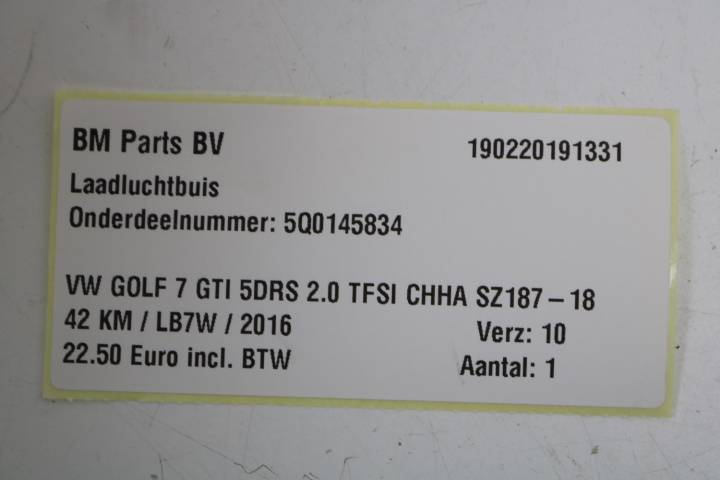 BM Parts BV 190220191331
Laadluchtbuis
Onderdeelnummer: 5Q0145834
VW GOLF 7 GTI 5DRS 2.0 TFSI CHHA SZ187-18
42 KM / LB7W / 2016 Verz: 10
22.50 Euro incl. BTW Aantal: 1